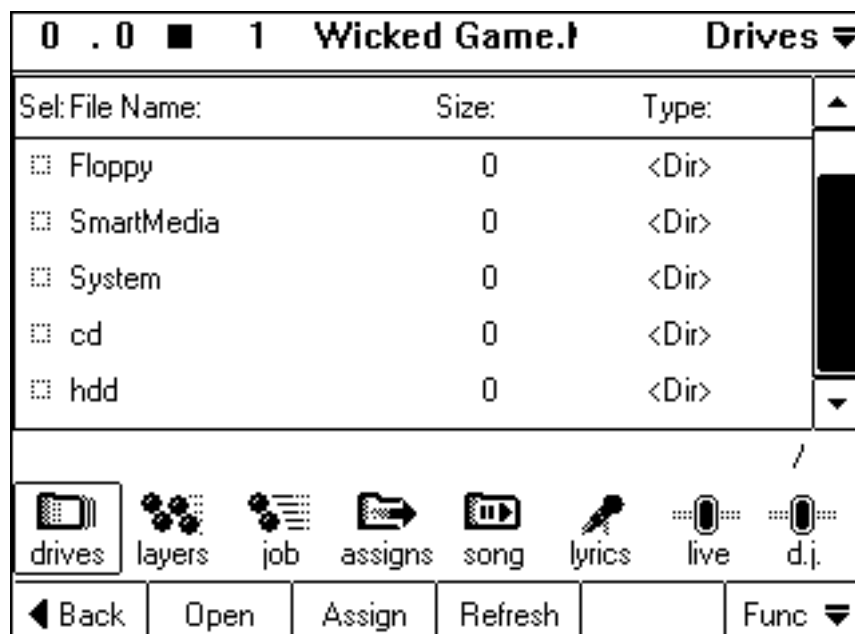 0 . 0 1 Wicked Game. Drives
Sel: File Name: Size: Type:
Floppy 0 <Dir>
SmartMedia 0 <Dir>
System 0 <Dir>
cd 0 <Dir>
hdd 0 <Dir>
/
drives layers job assigns song lyrics live d.j.
Back Open Assign Refresh Func